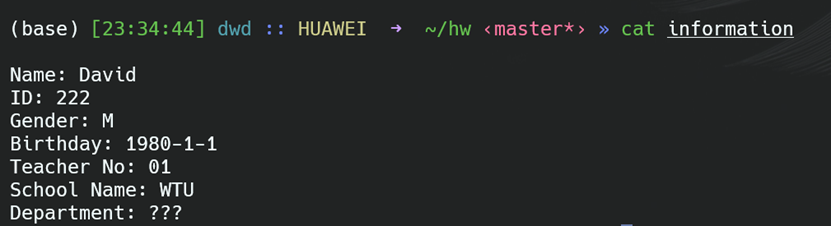 (base) [23:34:44] dwd :: HUAWEI ➜ ~/hw ‹master*› » cat information
Name: David
ID: 222
Gender: M
Birthday: 1980-1-1
Teacher No: 01
School Name: WTU
Department: ???